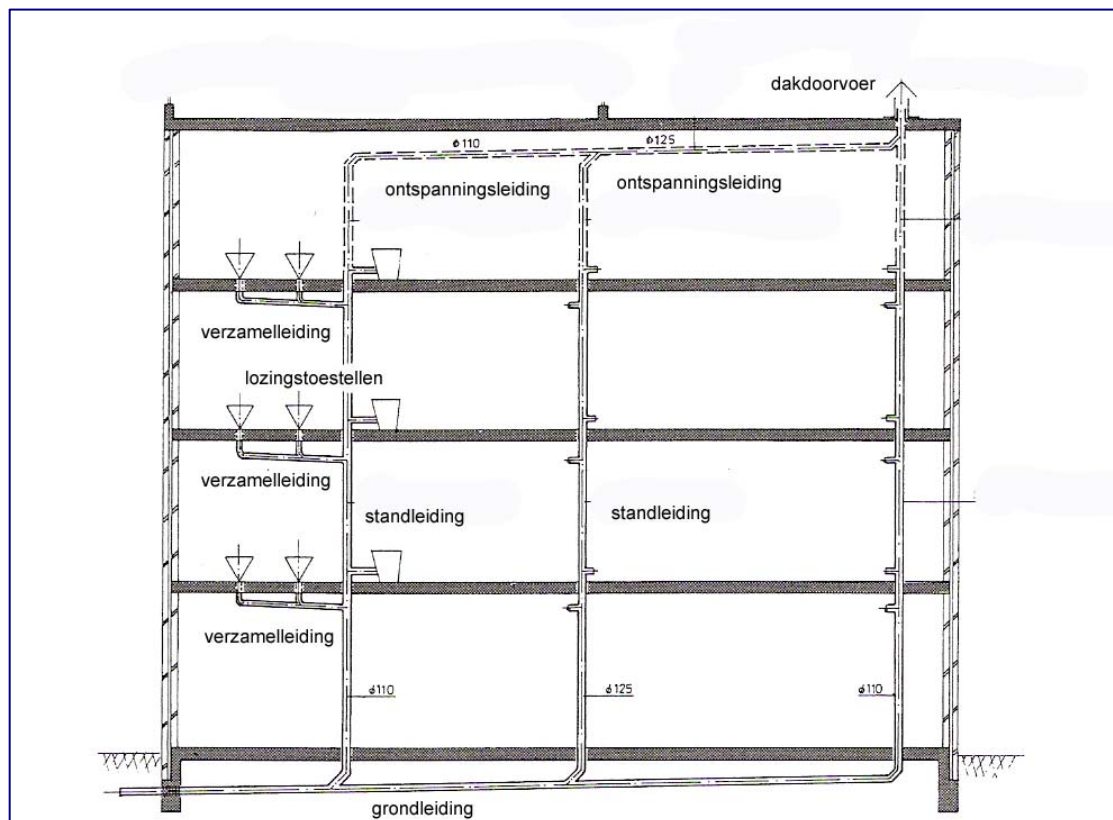 dakdoorvoer
ø110
ø125
ontspanningsleiding
ontspanningsleiding
verzamelleiding
lozingstoestellen
verzamelleiding
standleiding
standleiding
verzamelleiding
ø110
ø125
ø110
grondleiding